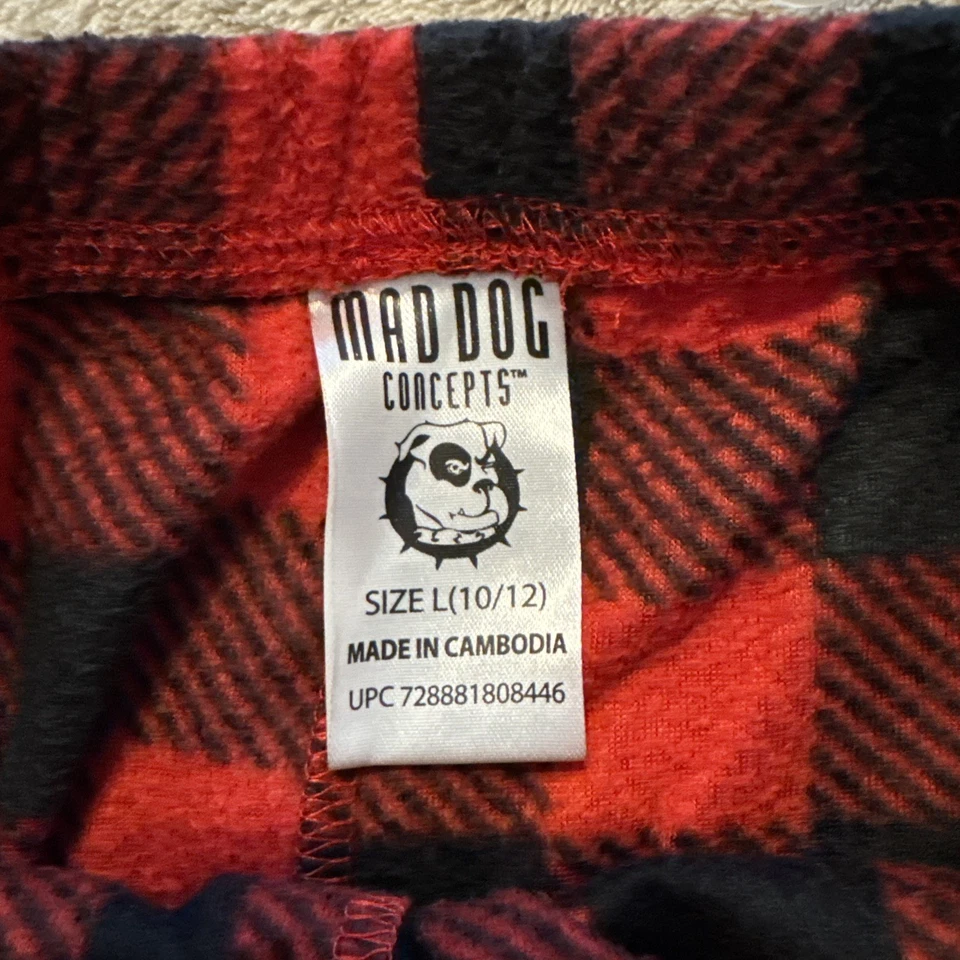 MAD DOG
CONCEPTS™
SIZE L(10/12)
MADE IN CAMBODIA
UPC 728881808446